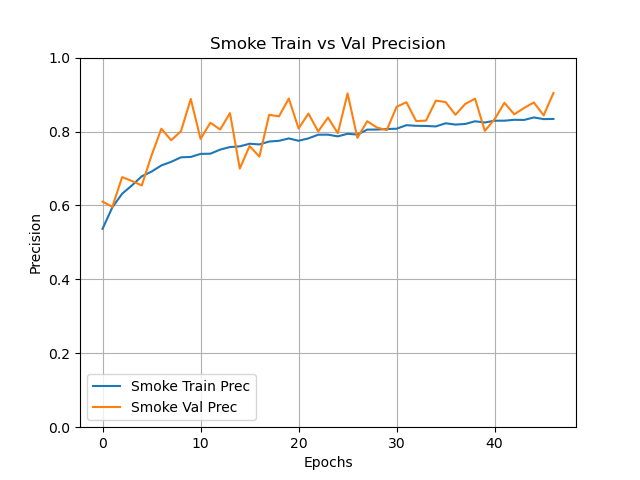 Smoke Train vs Val Precision
1.0
0.8
0.6
0.4
0.2
0.0
Precision
Smoke Train Prec
Smoke Val Prec
0 10 20 30 40
Epochs